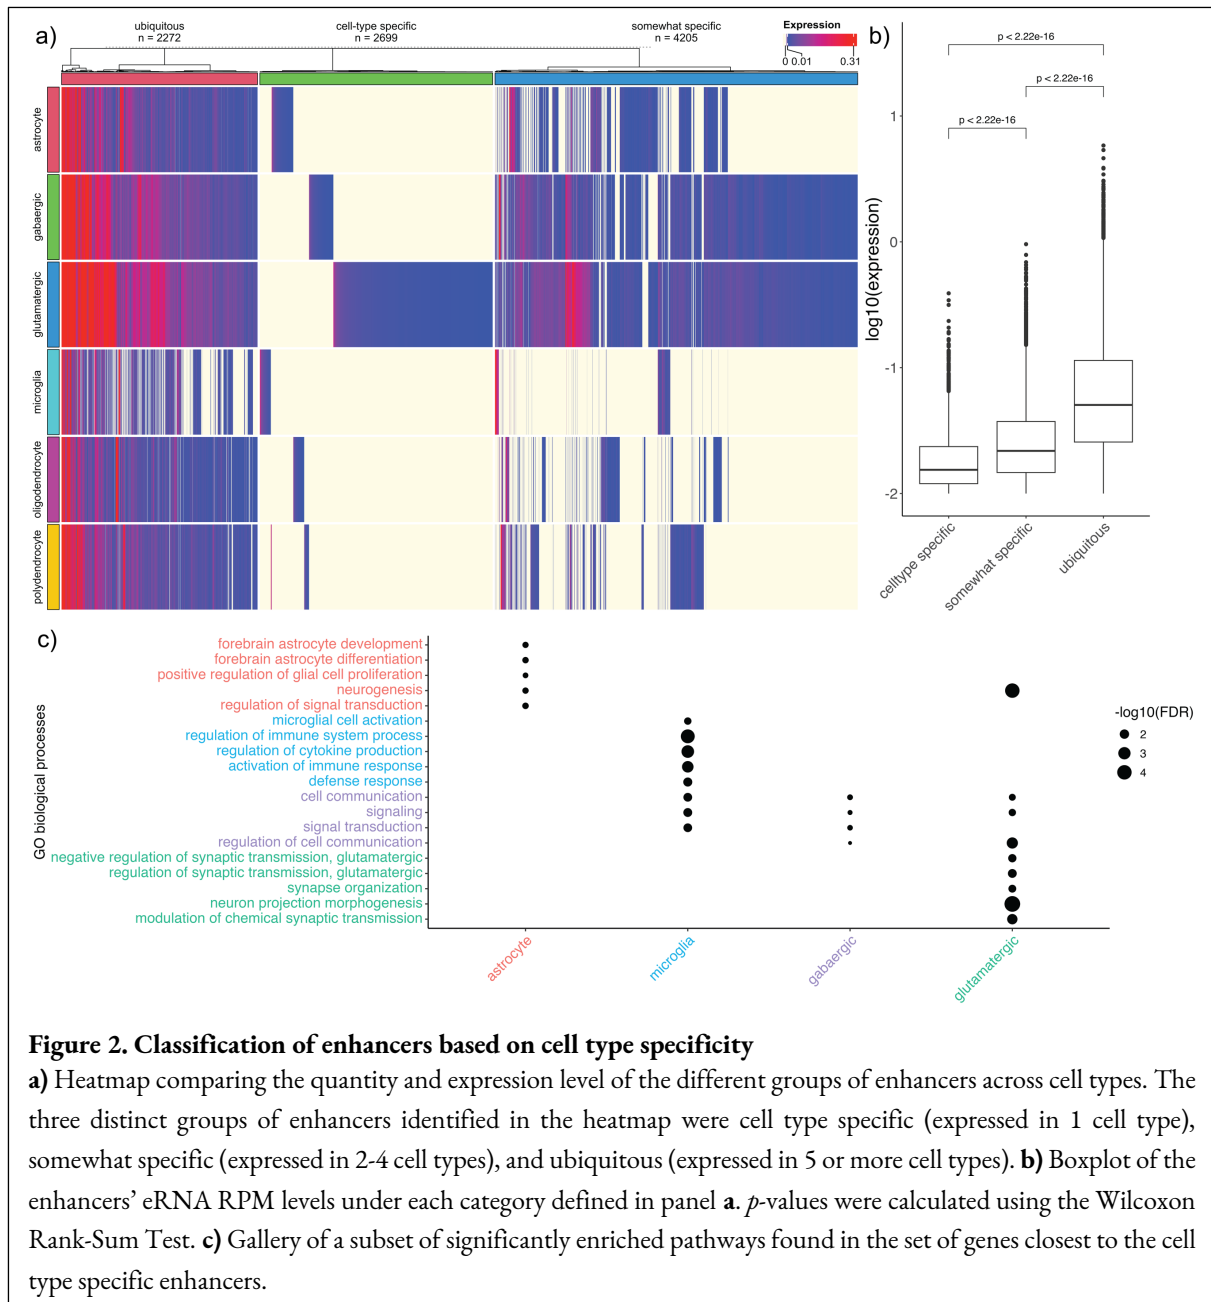 a)
ubiquitous
n = 2272
cell-type specific
n = 2699
somewhat specific
n = 4205
Expression
0 0.01 0.31
astrocyte
gabaergic
glutamatergic
microglia
oligodendrocyte
polydendrocyte
b)
p < 2.22e-16
p < 2.22e-16
p < 2.22e-16
log10(expression)
1
0
-1
-2
celltype specific
somewhat specific
ubiquitous
c)
GO biological processes
forebrain astrocyte development
forebrain astrocyte differentiation
positive regulation of glial cell proliferation
neurogenesis
regulation of signal transduction
microglial cell activation
regulation of immune system process
regulation of cytokine production
activation of immune response
defense response
cell communication
signaling
signal transduction
regulation of cell communication
negative regulation of synaptic transmission, glutamatergic
regulation of synaptic transmission, glutamatergic
synapse organization
neuron projection morphogenesis
modulation of chemical synaptic transmission
astrocyte
microglia
gabaergic
glutamatergic
-log10(FDR)
2
3
4
Figure 2. Classification of enhancers based on cell type specificity
a) Heatmap comparing the quantity and expression level of the different groups of enhancers across cell types. The
three distinct groups of enhancers identified in the heatmap were cell type specific (expressed in 1 cell type),
somewhat specific (expressed in 2-4 cell types), and ubiquitous (expressed in 5 or more cell types). b) Boxplot of the
enhancers’ eRNA RPM levels under each category defined in panel a. p-values were calculated using the Wilcoxon
Rank-Sum Test. c) Gallery of a subset of significantly enriched pathways found in the set of genes closest to the cell
type specific enhancers.